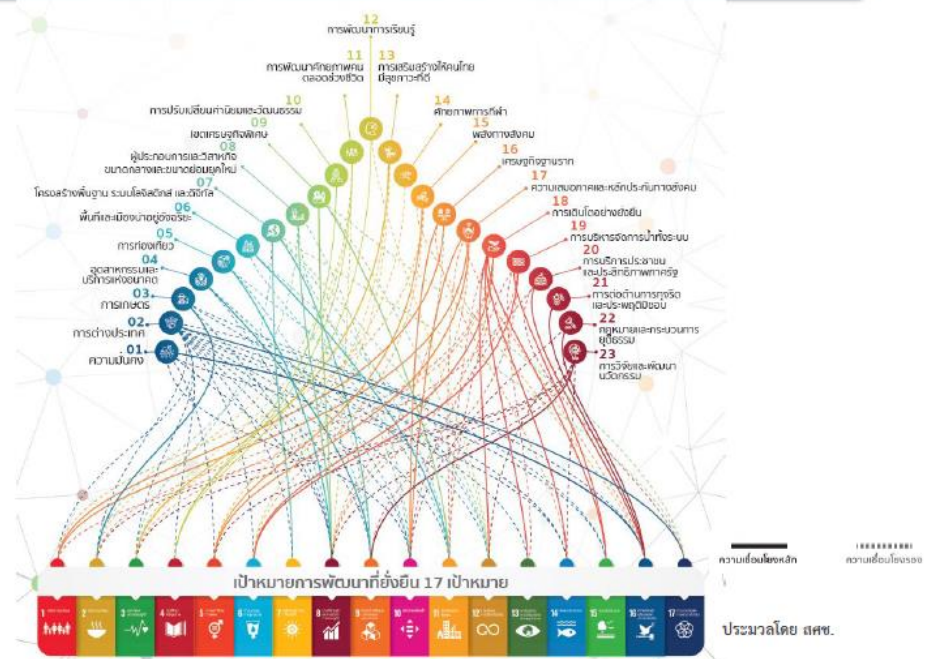 12
การพัฒนาการเรียนรู้
11
การพัฒนาศักยภาพคน
ตลอดช่วงชีวิต
13
การเสริมสร้างให้คนไทย
มีสุขภาวะที่ดี
10
การปรับเปลี่ยนค่านิยมและวัฒนธรรม
14
ศักยภาพการกีฬา
09
เขตเศรษฐกิจพิเศษ
15
พลังทางสังคม
08
ผู้ประกอบการและวิสาหกิจ
ขนาดกลางและขนาดย่อมยุคใหม่
16
เศรษฐกิจฐานราก
07
โครงสร้างพื้นฐาน ระบบโลจิสติกส์ และดิจิทัล
17
ความเสมอภาคและหลักประกันทางสังคม
06
พื้นที่และเมืองน่าอยู่อัจฉริยะ
18
การเติบโตอย่างยั่งยืน
05
การท่องเที่ยว
19
การบริหารจัดการน้ำทั้งระบบ
04
อุตสาหกรรมและ
บริการแห่งอนาคต
20
การบริการประชาชน
และประสิทธิภาพภาครัฐ
03
การเกษตร
21
การต่อต้านการทุจริต
และประพฤติมิชอบ
02
การต่างประเทศ
22
กฎหมายและกระบวนการ
ยุติธรรม
01
ความมั่นคง
23
การวิจัยและพัฒนา
นวัตกรรม
ความเชื่อมโยงหลัก
ความเชื่อมโยงรอง
เป้าหมายการพัฒนาที่ยั่งยืน 17 เป้าหมาย
1 2 3 4 5 6 7 8 9 10 11 12 13 14 15 16 17
ประมวลโดย สศช.